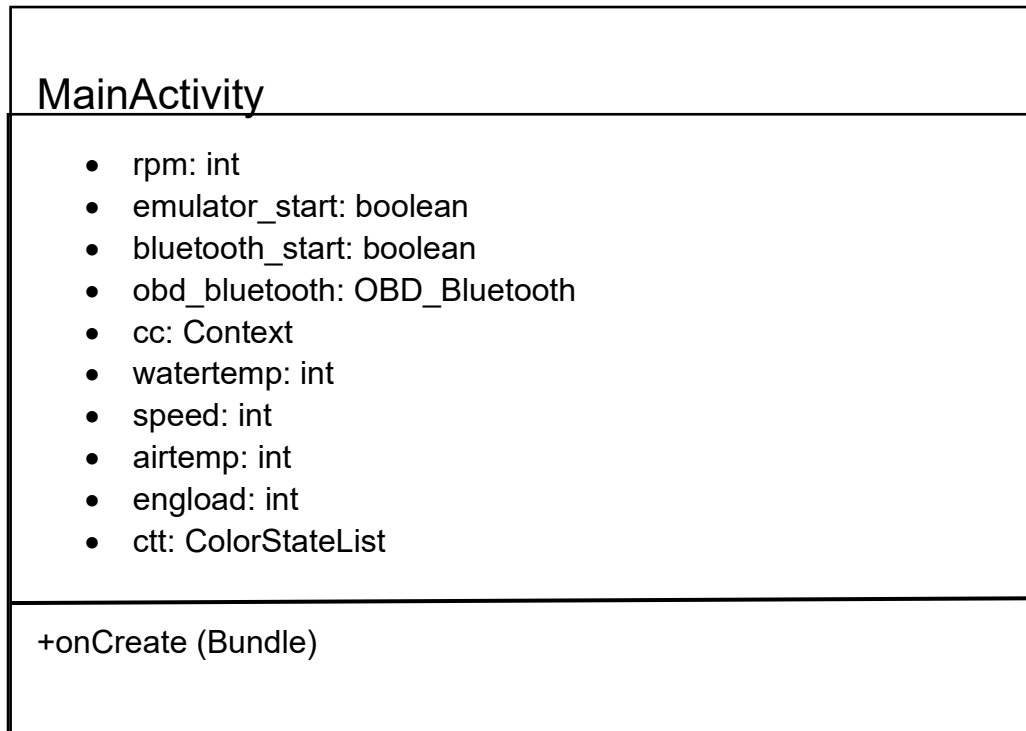 MainActivity
• rpm: int
• emulator_start: boolean
• bluetooth_start: boolean
• obd_bluetooth: OBD_Bluetooth
• cc: Context
• watertemp: int
• speed: int
• airtemp: int
• engload: int
• ctt: ColorStateList
+onCreate (Bundle)